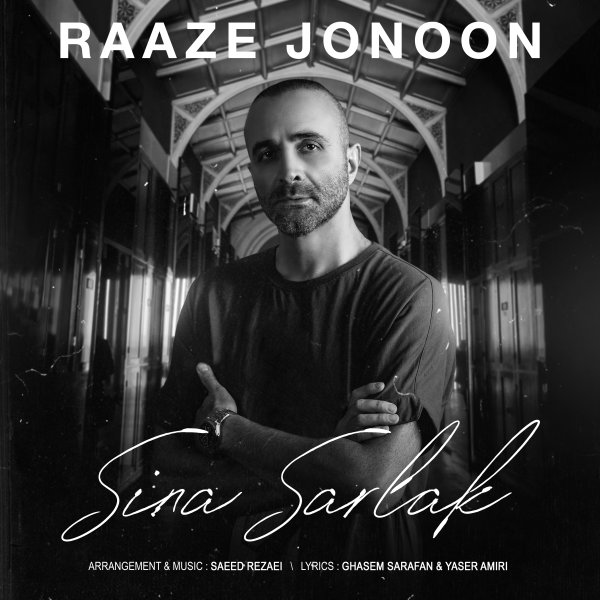 RAAZE JONOON
Sina Sarlak
ARRANGEMENT & MUSIC : SAEED REZAEI \ LYRICS : GHASEM SARAFAN & YASER AMIRI